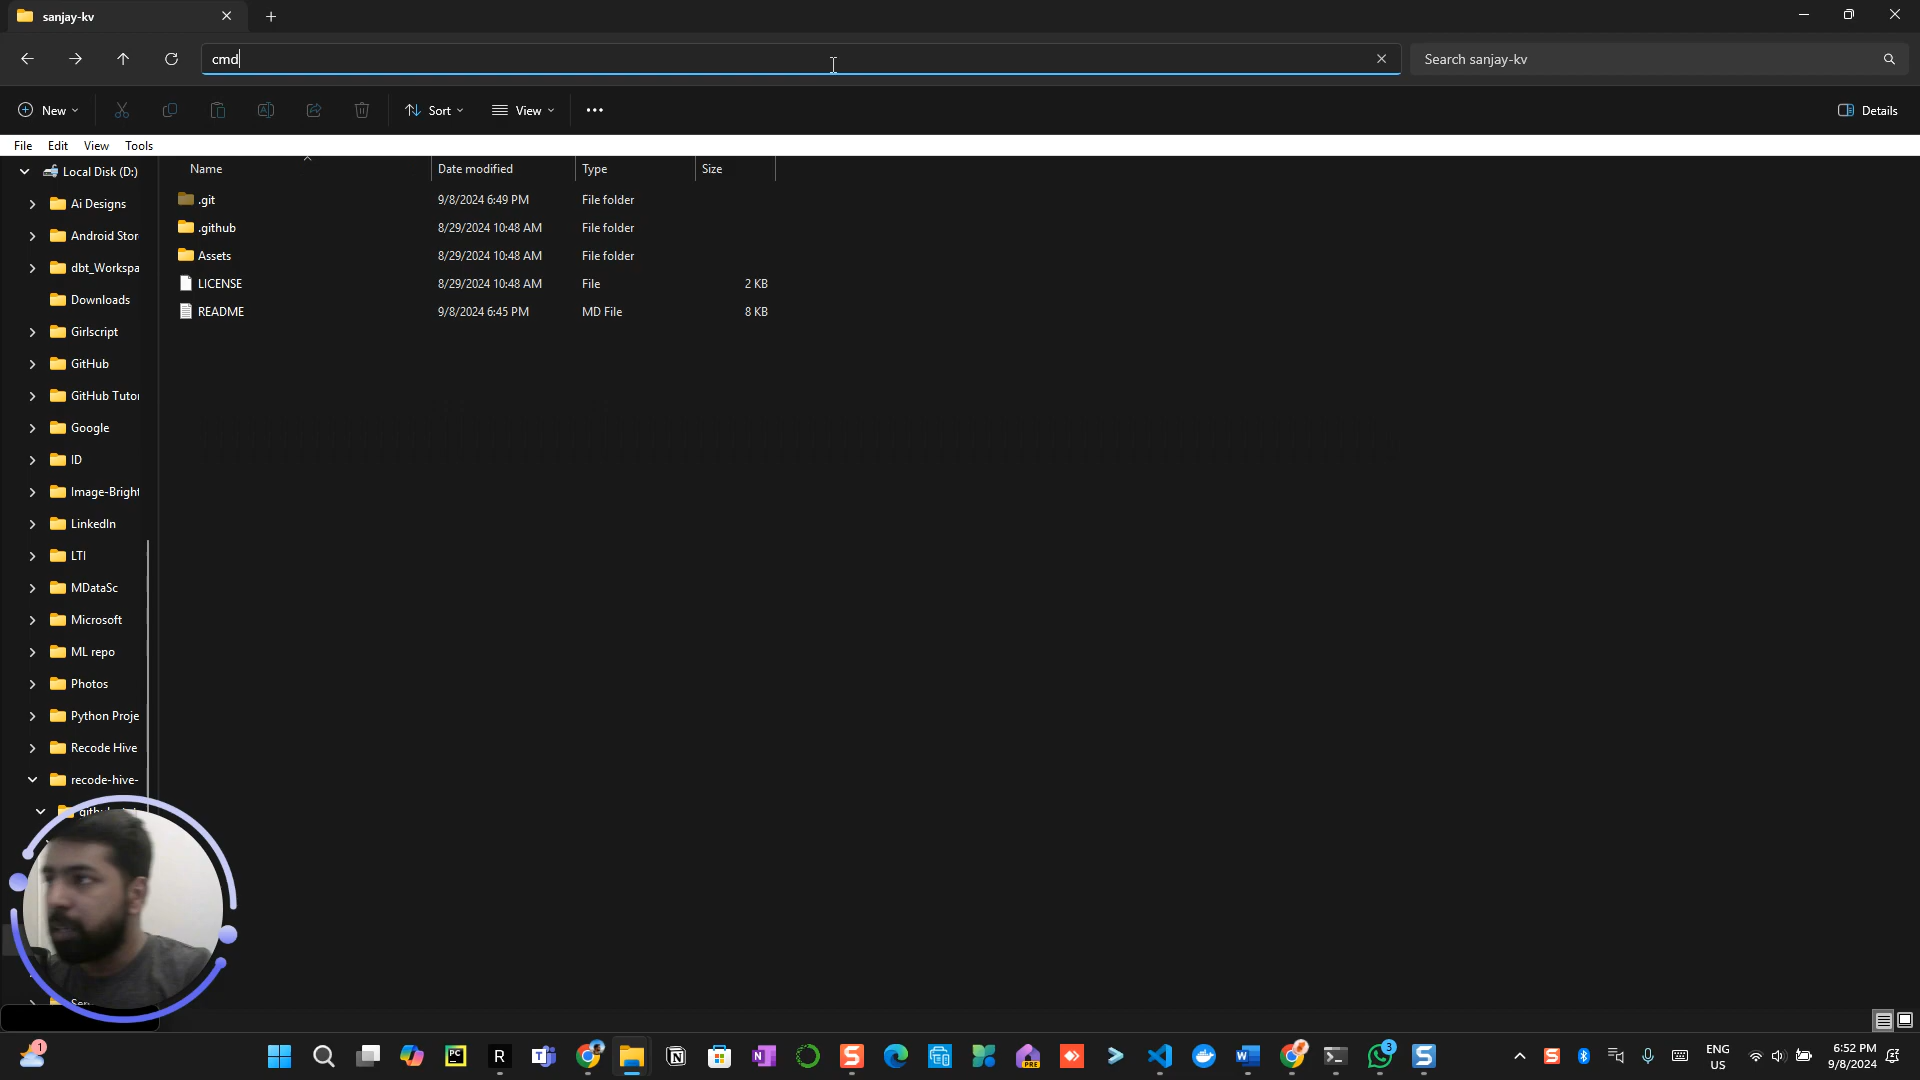 sanjay-kv
cmd
Search sanjay-kv
New
Sort
View
Details
File Edit View Tools
Local Disk (D:)
Ai Designs
Android Stor
dbt_Workspa
Downloads
Girlscript
GitHub
GitHub Tutor
Google
ID
Image-Bright
LinkedIn
LTI
MDataSc
Microsoft
ML repo
Photos
Python Proje
Recode Hive
recode-hive-
Name Date modified Type Size
.git 9/8/2024 6:49 PM File folder
.github 8/29/2024 10:48 AM File folder
Assets 8/29/2024 10:48 AM File folder
LICENSE 8/29/2024 10:48 AM File 2 KB
README 9/8/2024 6:45 PM MD File 8 KB
1
PC
R
PRE
3
ENG
US
6:52 PM
9/8/2024